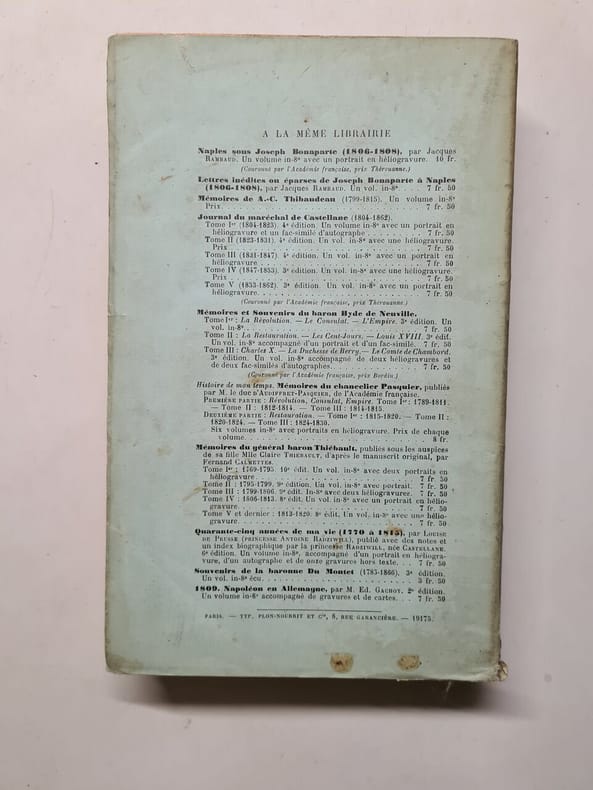 A LA MÊME LIBRAIRIE
Naples sous Joseph Bonaparte (1806-1808), par Jacques
RAMBAUD. Un volume in-8° avec un portrait en héliogravure. 10 fr.
(Couronné par l'Académie française, prix Thérouanne.)
Lettres inédites ou éparses de Joseph Bonaparte à Naples
(1806-1808), par Jacques RAMBAUD. Un vol. in-8°. . . . 7 fr. 50
Mémoires de A.-C. Thibaudeau (1799-1815). Un volume in-8°
Prix. . . . . . . . . . . . . . . . . . . . 7 fr. 50
Journal du maréchal de Castellane (1804-1862).
Tome Ier (1804-1823). 4e édition. Un volume in-8° avec un portrait en
héliogravure et un fac-similé d'autographe . . . . . . . . 7 fr. 50
Tome II (1823-1831). 4e édition. Un vol. in-8° avec une héliogravure.
Prix . . . . . . . . . . . . . . . . . . . . 7 fr. 50
Tome III (1831-1847). 4e édition. Un vol. in-8° avec un portrait en
héliogravure. . . . . . . . . . . . . . . . . . 7 fr. 50
Tome IV (1847-1853). 3e édition. Un vol. in-8° avec une héliogravure.
Prix . . . . . . . . . . . . . . . . . . . . 7 fr. 50
Tome V (1853-1862). 3e édition. Un vol. in-8° avec un portrait en
héliogravure. . . . . . . . . . . . . . . . . . 7 fr. 50
(Couronné par l'Académie française, prix Thérouanne.)
Mémoires et Souvenirs du baron Hyde de Neuville.
Tome Ier : La Révolution. — Le Consulat. — L'Empire. 3e édition. Un
vol. in-8°. . . . . . . . . . . . . . . . . . . 7 fr. 50
Tome II : La Restauration. — Les Cent-Jours. — Louis XVIII. 3e édit.
Un vol. in-8° accompagné d'un portrait et d'un fac-similé. 7 fr. 50
Tome III : Charles X. — La Duchesse de Berry. — Le Comte de Chambord.
3e édition. Un vol. in-8° accompagné de deux héliogravures et
de deux fac-similés d'autographes. . . . . . . . . . . . 7 fr. 50
(Couronné par l'Académie française, prix Bordin.)
Histoire de mon temps. Mémoires du chancelier Pasquier, publiés
par M. le duc d'AUDIFFRET-PASQUIER, de l'Académie française.
PREMIÈRE PARTIE : Révolution, Consulat, Empire. Tome Ier : 1789-1811.
— Tome II : 1812-1814. — Tome III : 1814-1815.
DEUXIÈME PARTIE : Restauration. — Tome Ier : 1815-1820. — Tome II :
1820-1824. — Tome III : 1824-1830.
Six volumes in-8° avec portraits en héliogravure. Prix de chaque
volume. . . . . . . . . . . . . . . . . . . . 8 fr.
Mémoires du général baron Thiébault, publiés sous les auspices
de sa fille Mlle Claire THIÉBAULT, d'après le manuscrit original, par
Fernand CALMETTES.
Tome Ier : 1769-1795. 10e édit. Un vol. in-8° avec deux portraits en
héliogravure. . . . . . . . . . . . . . . . . . 7 fr. 50
Tome II : 1795-1799. 9e édition. Un vol. in-8° avec portrait. 7 fr. 50
Tome III : 1799-1806. édit. In-8° avec deux héliogravures. 7 fr. 50
Tome IV : 1806-1813. 8e édit. Un vol. in-8° avec un portrait en hélio-
gravure. . . . . . . . . . . . . . . . . . . . 7 fr. 50
Tome V et dernier : 1813-1820. 8e édit. Un vol. in-8° avec une hélio-
gravure. . . . . . . . . . . . . . . . . . . . 7 fr. 50
Quarante-cinq années de ma vie (1770 à 1815), par LOUISE
DE PRUSSE (PRINCESSE ANTOINE RADZIWILL), publié avec des notes et
un index biographique par la princesse RADZIWILL, née CASTELLANE.
6e édition. Un volume in-8°, accompagné d'un portrait en héliogra-
vure, d'un autographe et de onze gravures hors texte. . . 7 fr. 50
Souvenirs de la baronne Du Montet (1785-1866). 3e édition.
Un vol. in-8° écu. . . . . . . . . . . . . . . . 3 fr. 50
1809. Napoléon en Allemagne, par M. Ed. GACHOT. 2e édition.
Un volume in-8° accompagné de gravures et de cartes. . . 7 fr. 50
PARIS. — TYP. PLON-NOURRIT ET Cie, 8, RUE GARANCIÈRE. — 19175.